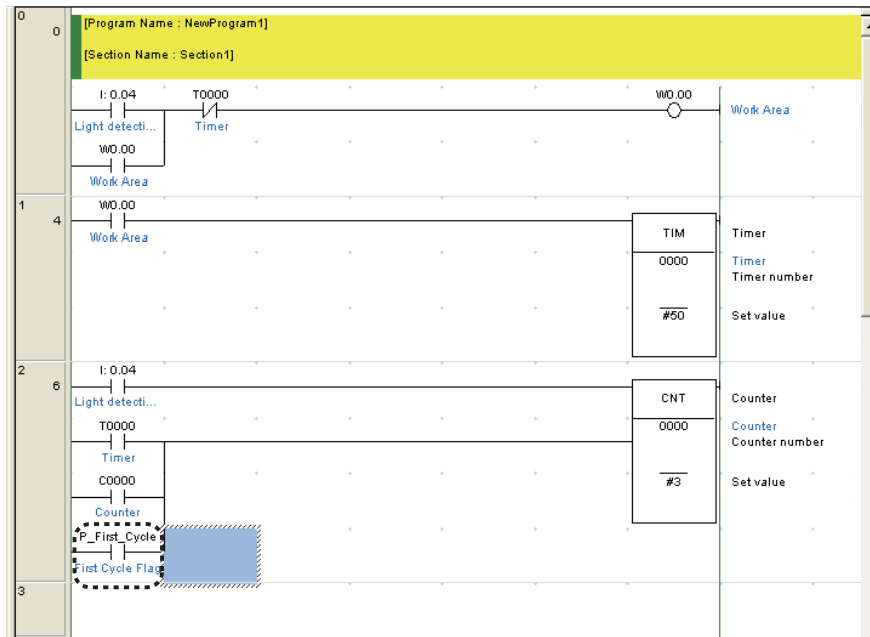 0
0
[Program Name : NewProgram1]
[Section Name : Section1]
I: 0.04
T0000
W0.00
Light detecti...
Timer
Work Area
W0.00
Work Area
1
4
W0.00
Work Area
TIM
Timer
0000
Timer
Timer number
#50
Set value
2
6
I: 0.04
Light detecti...
CNT
Counter
T0000
Timer
0000
Counter
Counter number
C0000
Counter
#3
Set value
P_First_Cycle
First Cycle Flag
3